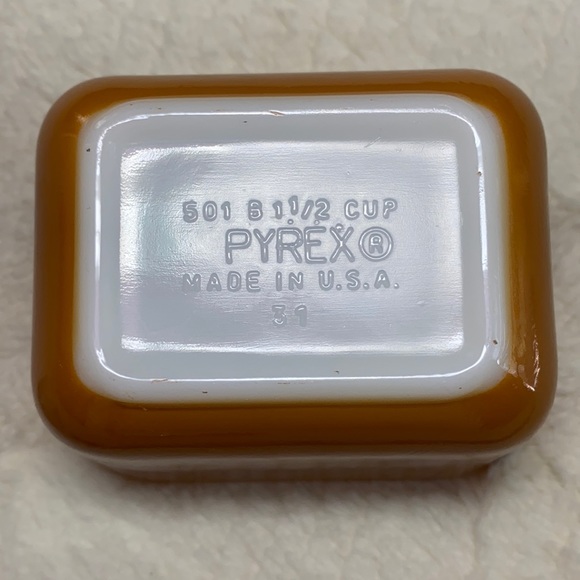 501 B 1 1/2 CUP
PYREX®
MADE IN U.S.A.
31